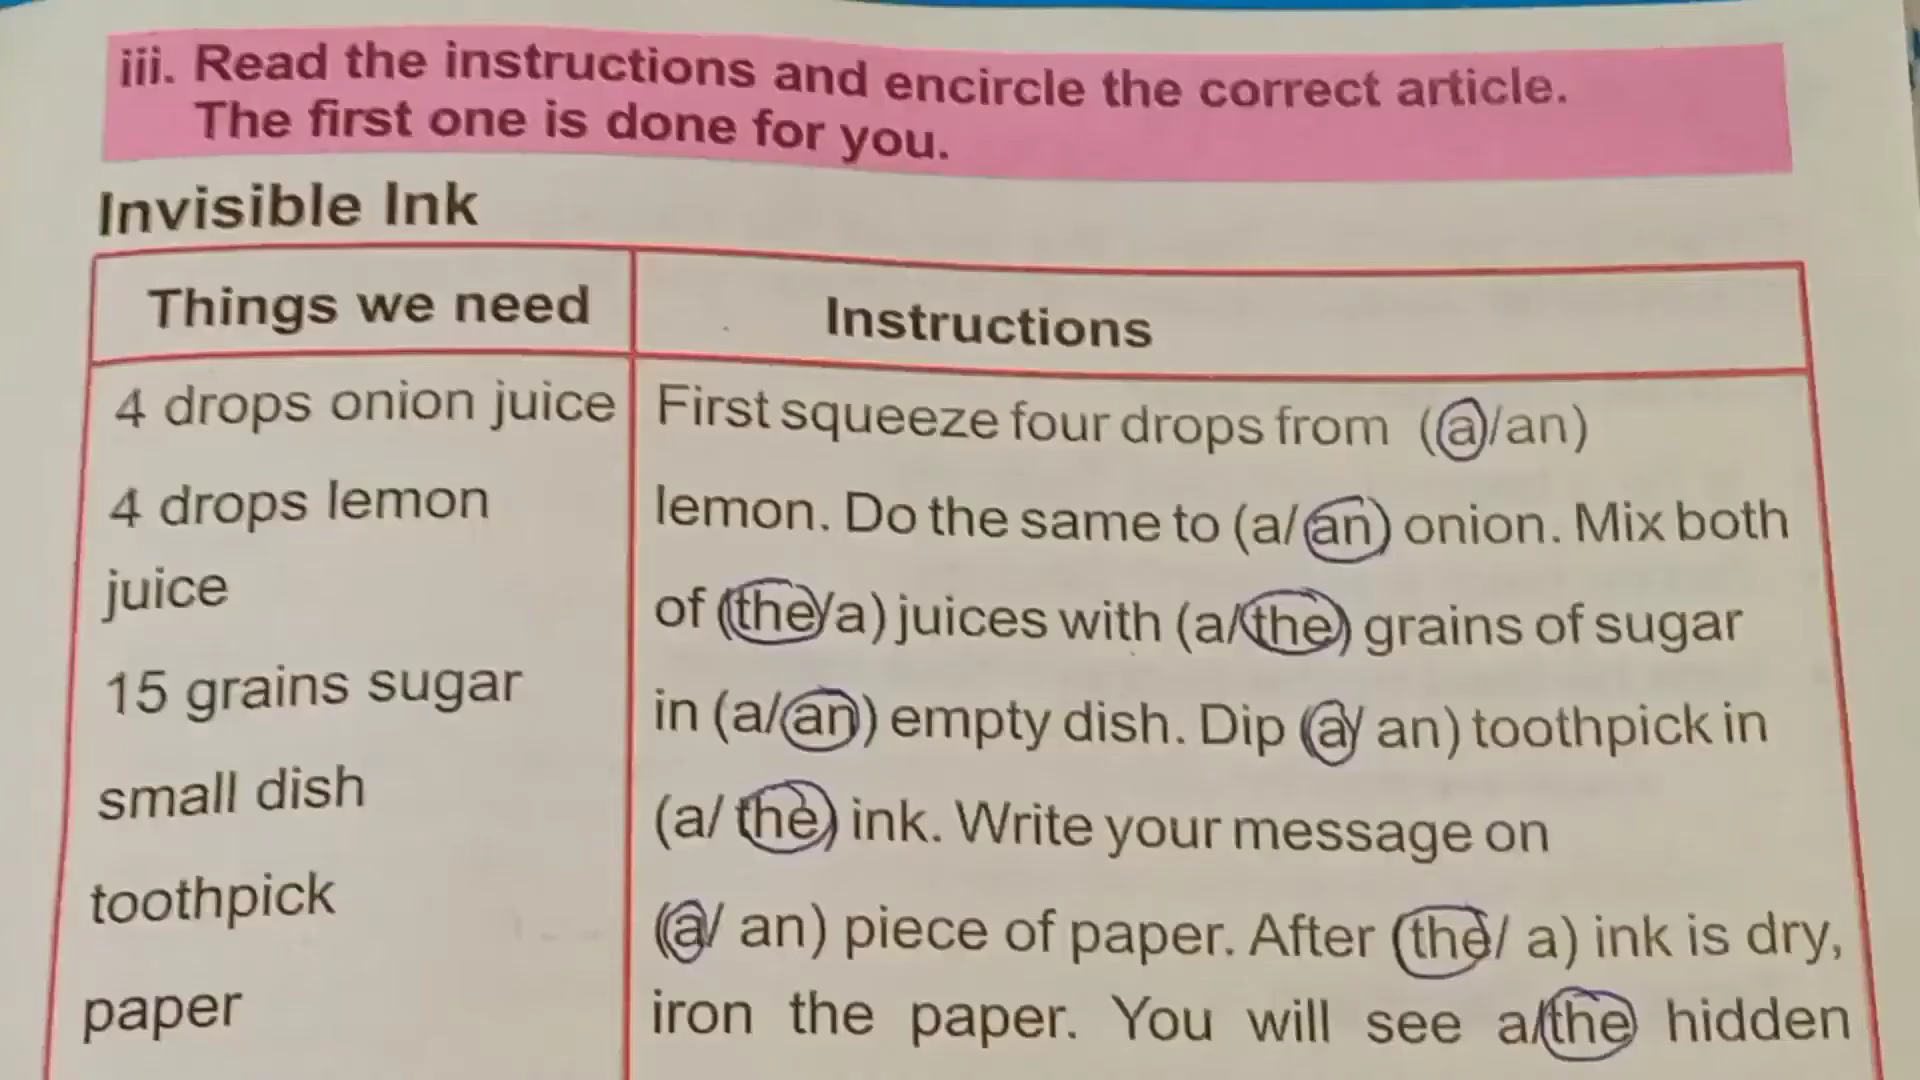 iii. Read the instructions and encircle the correct article.
The first one is done for you.
Invisible Ink
Things we need
Instructions
4 drops onion juice
4 drops lemon
juice
15 grains sugar
small dish
toothpick
paper
First squeeze four drops from (a/an)
lemon. Do the same to (a/an) onion. Mix both
of (the/a) juices with (a/the) grains of sugar
in (a/an) empty dish. Dip (a/ an) toothpick in
(a/ the) ink. Write your message on
(a/ an) piece of paper. After (the/ a) ink is dry,
iron the paper. You will see a/the hidden